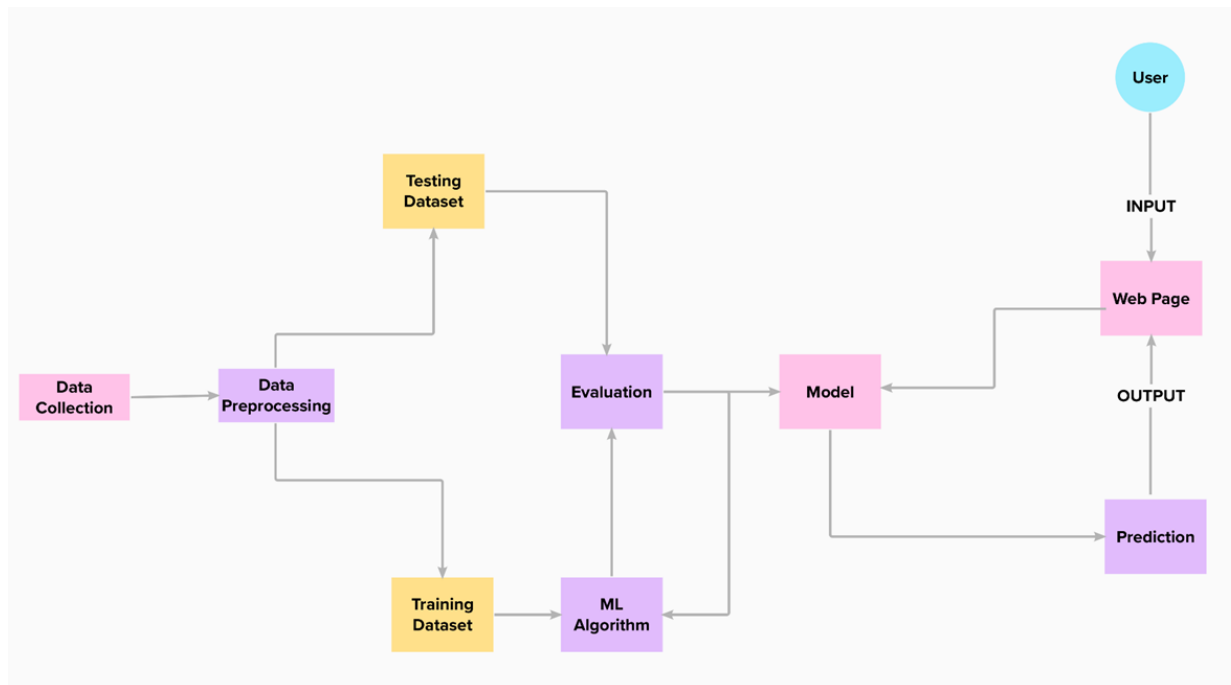 User
Testing
Dataset
INPUT
Web Page
Data
Collection
Data
Preprocessing
Evaluation
Model
OUTPUT
Training
Dataset
ML
Algorithm
Prediction